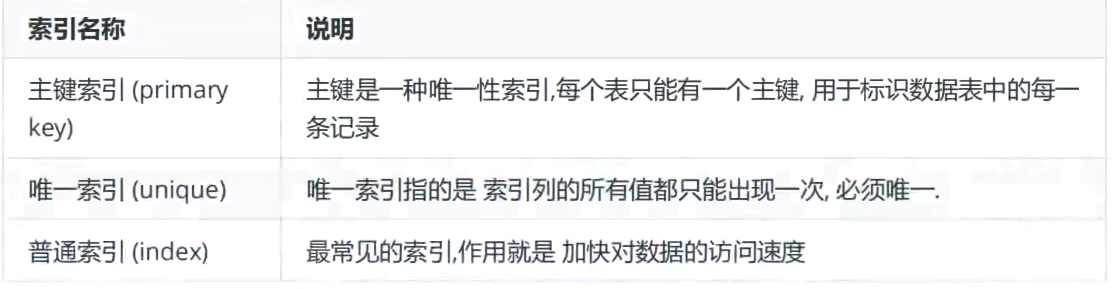 索引名称 说明
主键索引 (primary key) 主键是一种唯一性索引,每个表只能有一个主键, 用于标识数据表中的每一条记录
唯一索引 (unique) 唯一索引指的是 索引列的所有值都只能出现一次, 必须唯一.
普通索引 (index) 最常见的索引,作用就是 加快对数据的访问速度